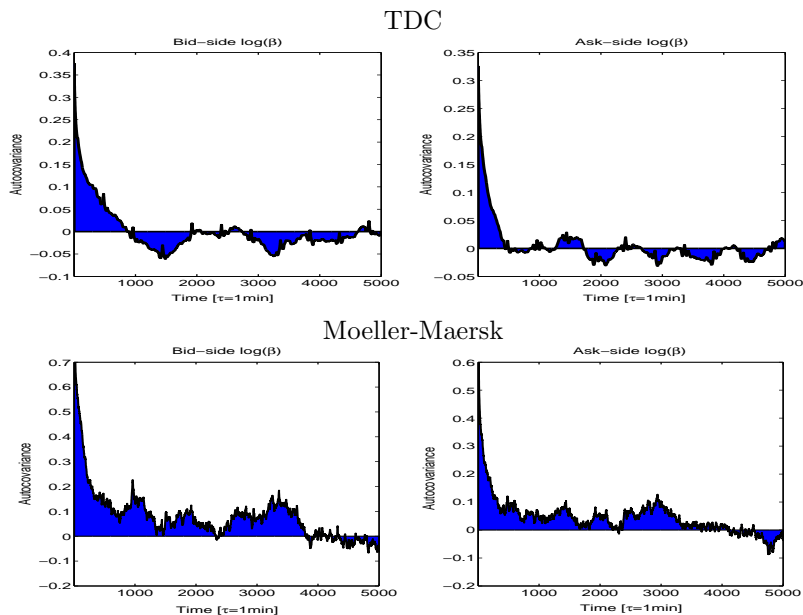 TDC
Bid−side log(β)
0.4
0.35
0.3
0.25
0.2
0.15
0.1
0.05
0
−0.05
−0.1
Autocovariance
1000 2000 3000 4000 5000
Time [τ=1min]
Ask−side log(β)
0.35
0.3
0.25
0.2
0.15
0.1
0.05
0
−0.05
Autocovariance
1000 2000 3000 4000 5000
Time [τ=1min]
Moeller-Maersk
Bid−side log(β)
0.7
0.6
0.5
0.4
0.3
0.2
0.1
0
−0.1
−0.2
Autocovariance
1000 2000 3000 4000 5000
Time [τ=1min]
Ask−side log(β)
0.6
0.5
0.4
0.3
0.2
0.1
0
−0.1
−0.2
Autocovariance
1000 2000 3000 4000 5000
Time [τ=1min]